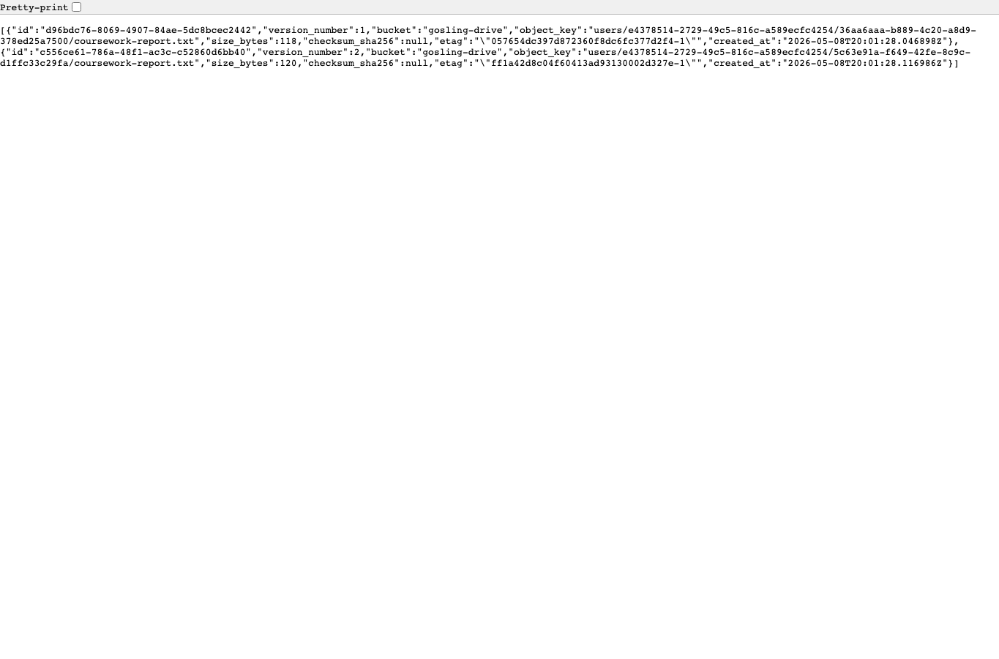 Pretty-print
[{"id":"d96bdc76-8069-4907-84ae-5dc8bcec2442","version_number":1,"bucket":"gosling-drive","object_key":"users/e4378514-2729-49c5-816c-a589ecfc4254/36aa6aaa-b889-4c20-a8d9-
378ed25a7500/coursework-report.txt","size_bytes":118,"checksum_sha256":null,"etag":"\"057654dc397d872360f8dc6fc377d2f4-1\"","created_at":"2026-05-08T20:01:28.046898Z"},
{"id":"c556ce61-786a-48f1-ac3c-c52860d6bb40","version_number":2,"bucket":"gosling-drive","object_key":"users/e4378514-2729-49c5-816c-a589ecfc4254/5c63e91a-f649-42fe-8c9c-
d1ffc33c29fa/coursework-report.txt","size_bytes":120,"checksum_sha256":null,"etag":"\"ff1a42d8c04f60413ad93130002d327e-1\"","created_at":"2026-05-08T20:01:28.116986Z"}]